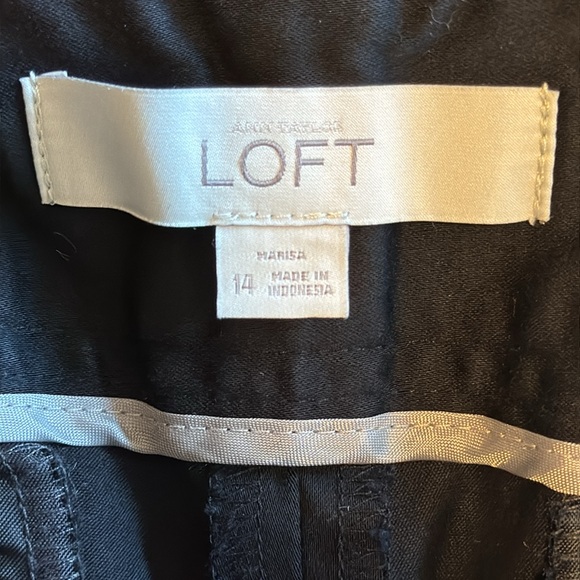 ANN TAYLOR
LOFT
MARISA
14 MADE IN
INDONESIA